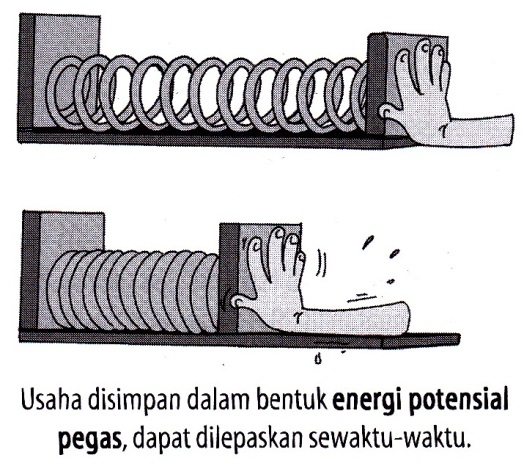 Usaha disimpan dalam bentuk energi potensial
pegas, dapat dilepaskan sewaktu-waktu.